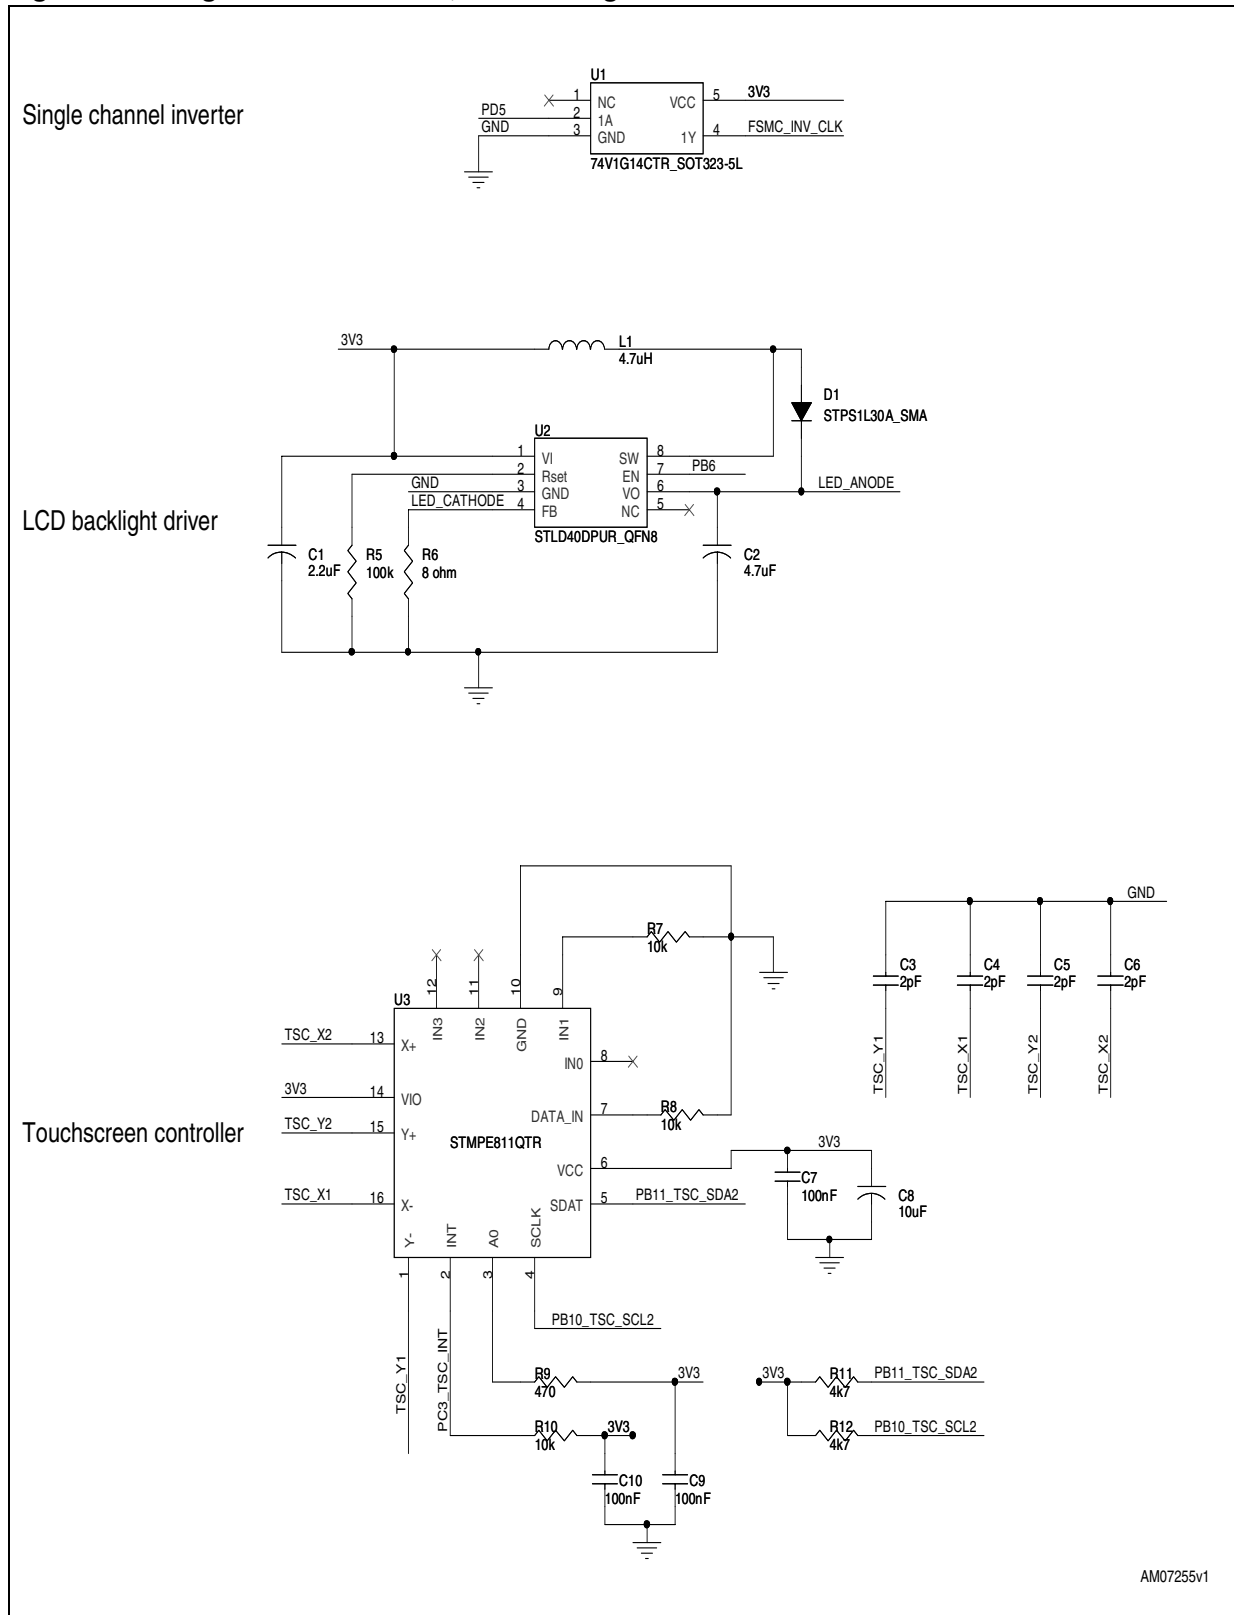 Single channel inverter
U1
1 NC VCC 5 3V3
PD5 2 1A
GND 3 GND 1Y 4 FSMC_INV_CLK
74V1G14CTR_SOT323-5L
3V3
L1
4.7uH
D1
STPS1L30A_SMA
U2
1 VI SW 8
2 Rset EN 7 PB6
GND 3 GND VO 6 LED_ANODE
LED_CATHODE 4 FB NC 5
STLD40DPUR_QFN8
LCD backlight driver
C1
2.2uF
R5
100k
R6
8 ohm
C2
4.7uF
GND
R7
10k
C3
2pF
C4
2pF
C5
2pF
C6
2pF
TSC_Y1
TSC_X1
TSC_Y2
TSC_X2
U3
12 IN3
11 IN2
10 GND
9 IN1
TSC_X2 13 X+
IN0 8
3V3 14 VIO
DATA_IN 7
R8
10k
Touchscreen controller
TSC_Y2 15 Y+
STMPE811QTR
VCC 6
3V3
C7
100nF
C8
10uF
TSC_X1 16 X-
SDAT 5 PB11_TSC_SDA2
Y- 1
INT 2
A0 3
SCLK 4
PB10_TSC_SCL2
TSC_Y1
PC3_TSC_INT
R9
470
3V3
R10
10k
3V3
C10
100nF
C9
100nF
3V3
R11
4k7
PB11_TSC_SDA2
R12
4k7
PB10_TSC_SCL2
AM07255v1